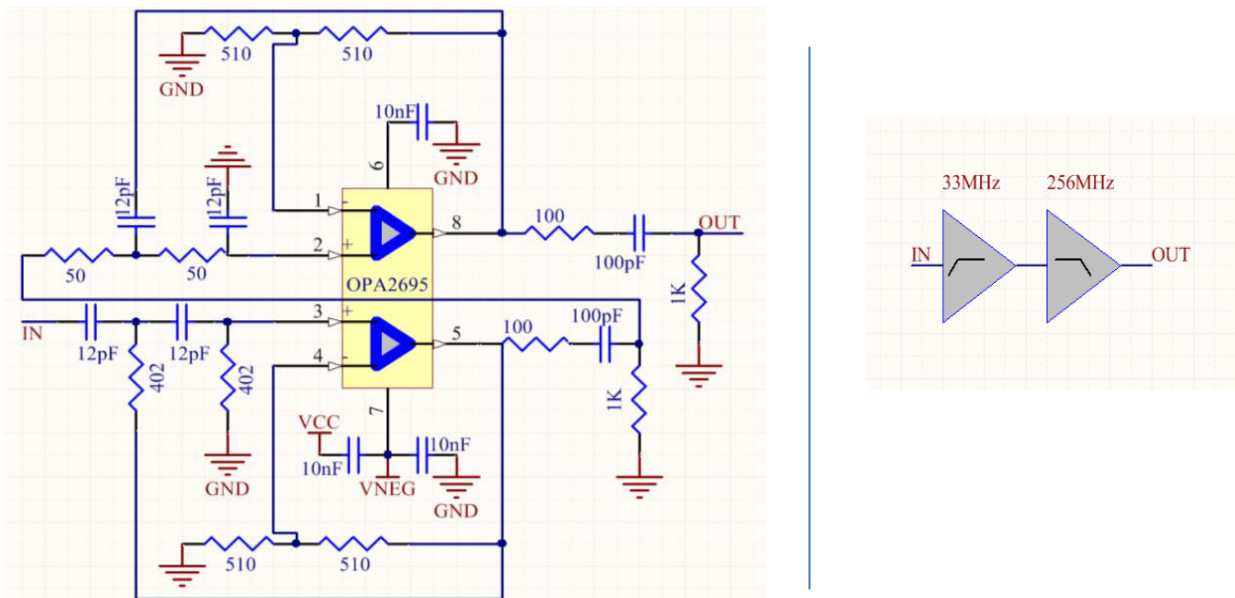 510
510
GND
10nF
6
GND
12pF
12pF
1
-
8
100
OUT
2
+
50
50
100pF
OPA2695
1K
IN
12pF
12pF
3
+
4
-
5
100
100pF
402
402
1K
7
VCC
10nF
10nF
GND
VNEG
GND
510
510
33MHz
256MHz
IN
OUT